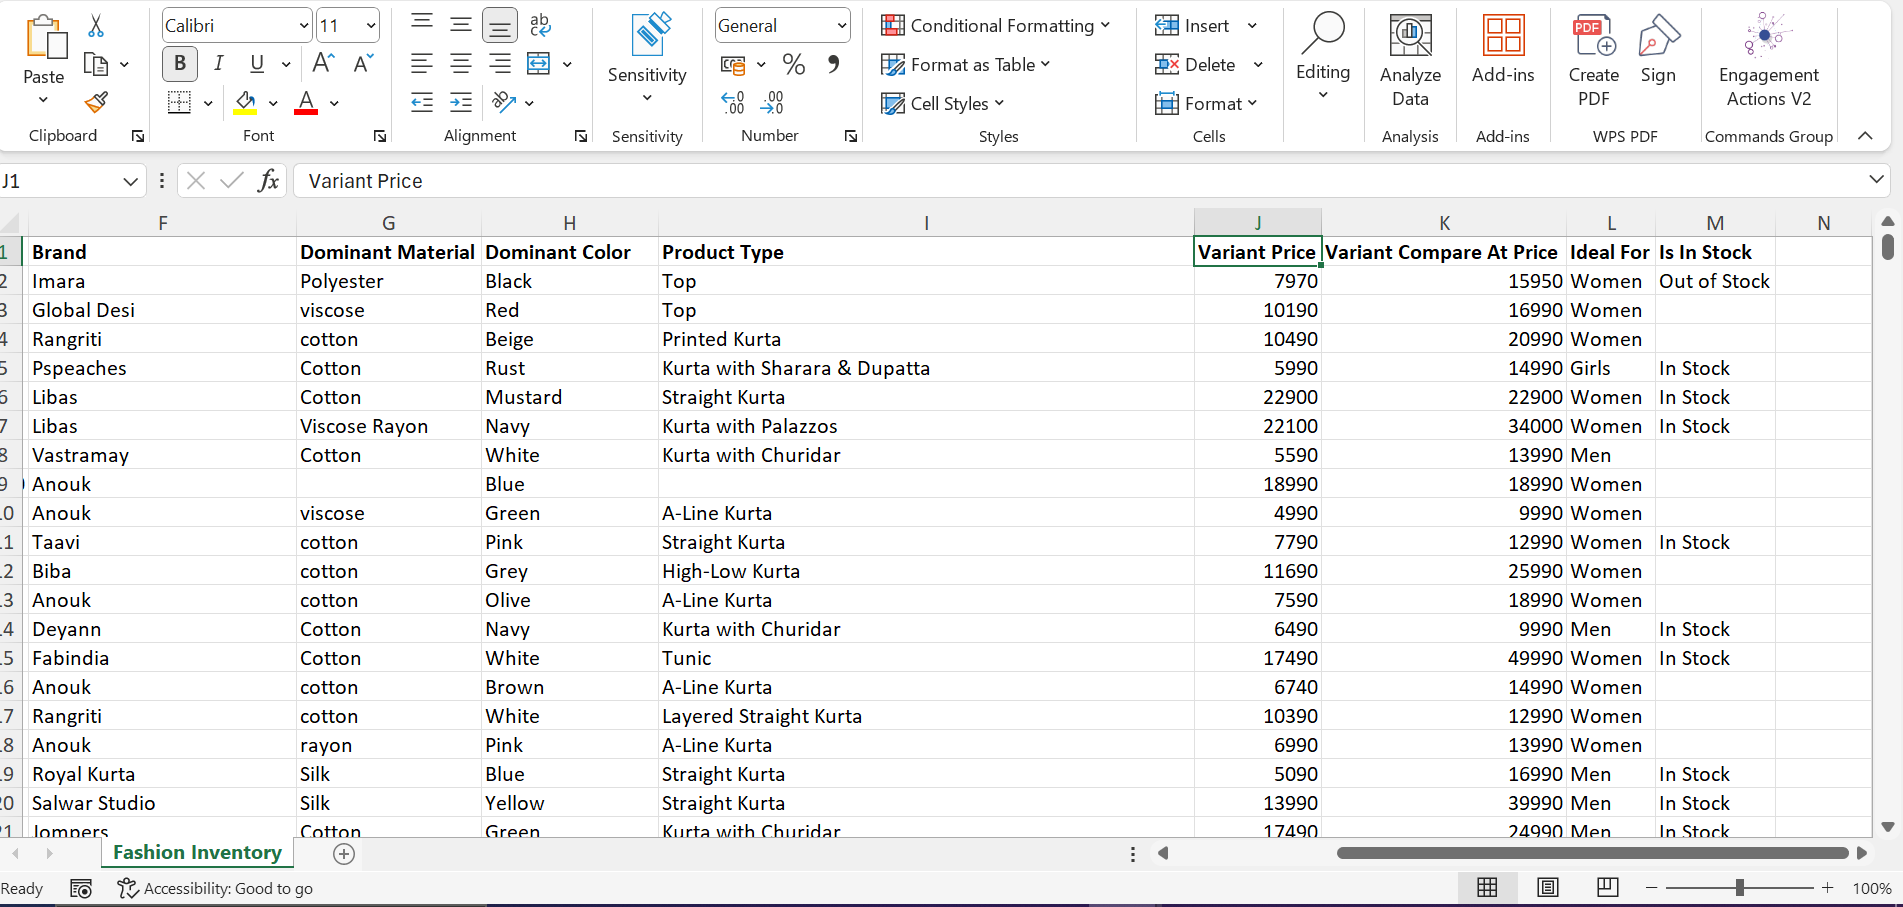 Calibri 11 ab General Conditional Formatting Insert
Paste B I U A A Sensitivity % Format as Table Delete Editing Analyze Data Add-ins Create PDF Sign Engagement Actions V2
A Cell Styles Format
Clipboard Font Alignment Sensitivity Number Styles Cells Analysis Add-ins WPS PDF Commands Group
J1 fx Variant Price
F G H I J K L M N
1 Brand Dominant Material Dominant Color Product Type Variant Price Variant Compare At Price Ideal For Is In Stock
2 Imara Polyester Black Top 7970 15950 Women Out of Stock
3 Global Desi viscose Red Top 10190 16990 Women
4 Rangriti cotton Beige Printed Kurta 10490 20990 Women
5 Pspeaches Cotton Rust Kurta with Sharara & Dupatta 5990 14990 Girls In Stock
6 Libas Cotton Mustard Straight Kurta 22900 22900 Women In Stock
7 Libas Viscose Rayon Navy Kurta with Palazzos 22100 34000 Women In Stock
8 Vastramay Cotton White Kurta with Churidar 5590 13990 Men
9 Anouk Blue 18990 18990 Women
0 Anouk viscose Green A-Line Kurta 4990 9990 Women
1 Taavi cotton Pink Straight Kurta 7790 12990 Women In Stock
2 Biba cotton Grey High-Low Kurta 11690 25990 Women
3 Anouk cotton Olive A-Line Kurta 7590 18990 Women
4 Deyann Cotton Navy Kurta with Churidar 6490 9990 Men In Stock
5 Fabindia Cotton White Tunic 17490 49990 Women In Stock
6 Anouk cotton Brown A-Line Kurta 6740 14990 Women
7 Rangriti cotton White Layered Straight Kurta 10390 12990 Women
8 Anouk rayon Pink A-Line Kurta 6990 13990 Women
9 Royal Kurta Silk Blue Straight Kurta 5090 16990 Men In Stock
20 Salwar Studio Silk Yellow Straight Kurta 13990 39990 Men In Stock
21 Jompers Cotton Green Kurta with Churidar 17490 24990 Men In Stock
Fashion Inventory
Ready Accessibility: Good to go 100%